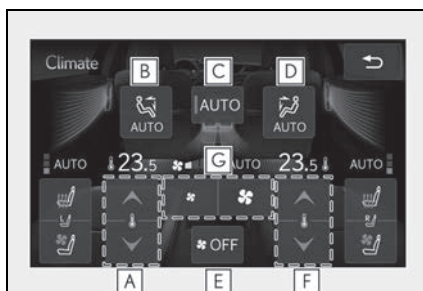 Climate
B C D
AUTO AUTO AUTO
AUTO 23.5 G AUTO 23.5 AUTO
L R
OFF
A E F